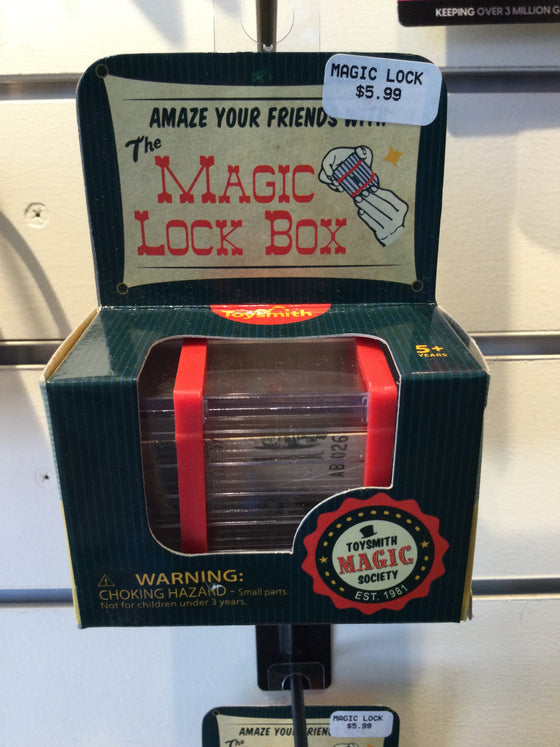 KEEPING OVER 3 MILLION G
MAGIC LOCK
$5.99
AMAZE YOUR FRIENDS
The
MAGIC
LOCK BOX
Toysmith
5+
YEARS
AB 026
TOYSMITH
MAGIC
SOCIETY
EST. 1981
WARNING:
CHOKING HAZARD - Small parts.
Not for children under 3 years.
MAGIC LOCK
$5.99
AMAZE YOUR FRIEN
The